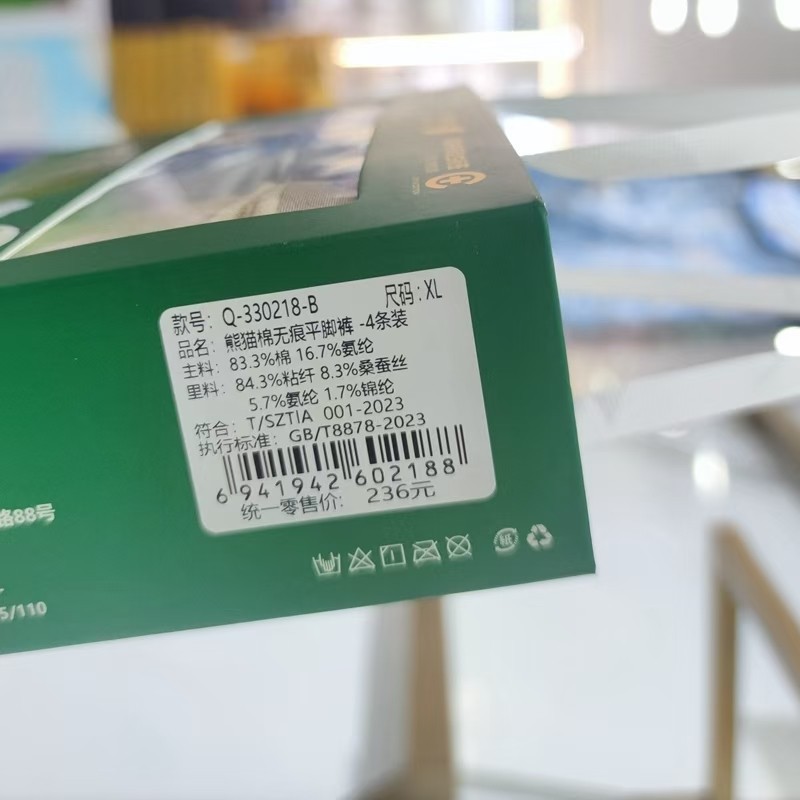 款号: Q-330218-B 尺码: XL
品名: 熊猫棉无痕平脚裤 -4条装
主料: 83.3%棉 16.7%氨纶
里料: 84.3%粘纤 8.3%桑蚕丝
5.7%氨纶 1.7%锦纶
符合: T/SZTIA 001-2023
执行标准: GB/T8878-2023
6 941942 602188
统一零售价: 236元
路88号
5/110